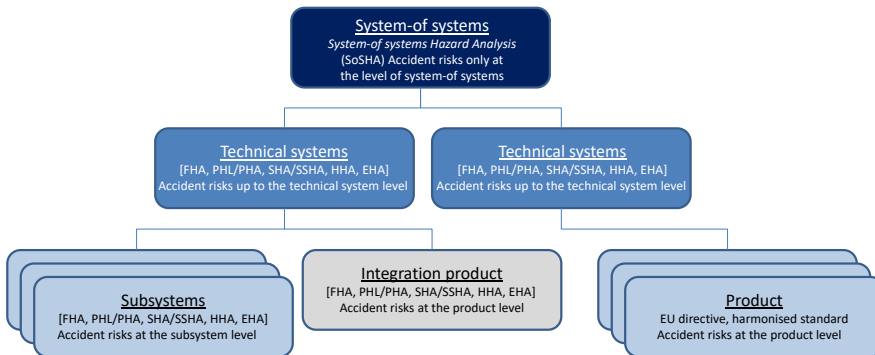 System-of systems
System-of systems Hazard Analysis
(SoSHA) Accident risks only at
the level of system-of systems
Technical systems
[FHA, PHL/PHA, SHA/SSHA, HHA, EHA]
Accident risks up to the technical system level
Technical systems
[FHA, PHL/PHA, SHA/SSHA, HHA, EHA]
Accident risks up to the technical system level
Subsystems
[FHA, PHL/PHA, SHA/SSHA, HHA, EHA]
Accident risks at the subsystem level
Integration product
[FHA, PHL/PHA, SHA/SSHA, HHA, EHA]
Accident risks at the product level
Product
EU directive, harmonised standard
Accident risks at the product level